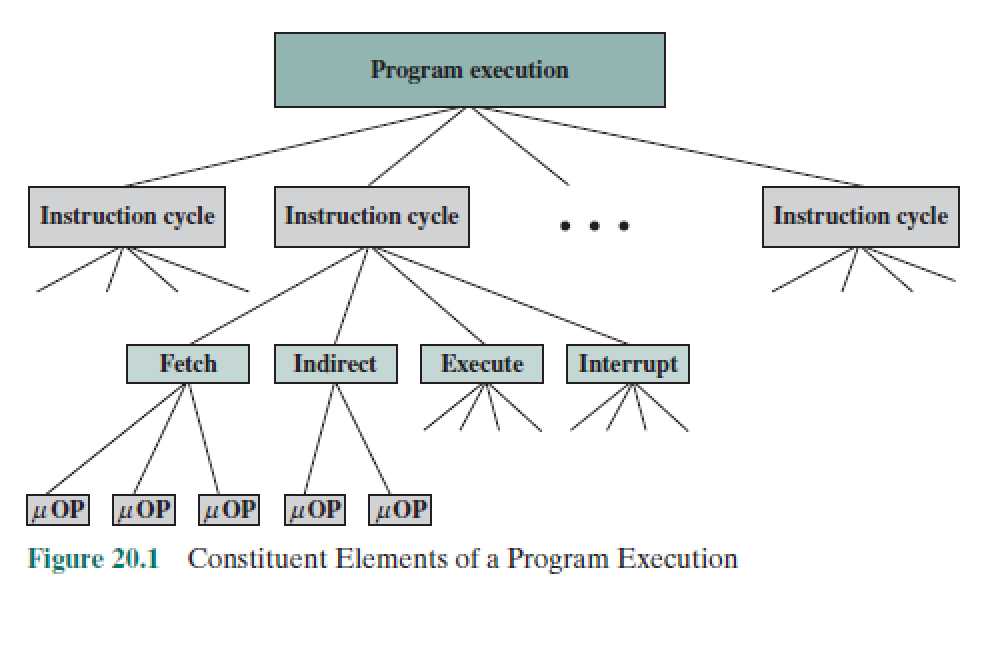 Program execution
Instruction cycle Instruction cycle • • • Instruction cycle
Fetch Indirect Execute Interrupt
μOP μOP μOP μOP μOP
Figure 20.1 Constituent Elements of a Program Execution